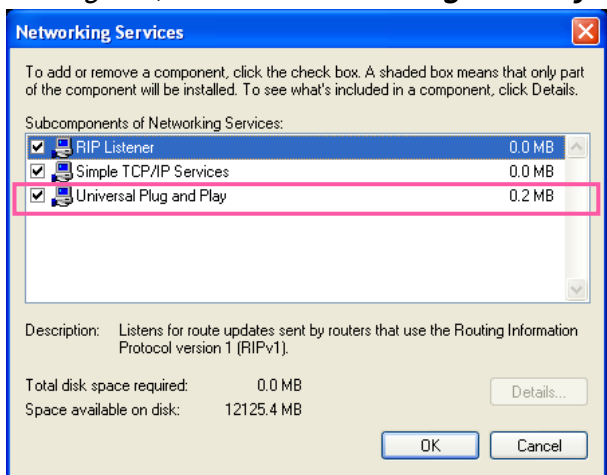 Networking Services
To add or remove a component, click the check box. A shaded box means that only part
of the component will be installed. To see what's included in a component, click Details.
Subcomponents of Networking Services:
RIP Listener 0.0 MB
Simple TCP/IP Services 0.0 MB
Universal Plug and Play 0.2 MB
Description: Listens for route updates sent by routers that use the Routing Information
Protocol version 1 (RIPv1).
Total disk space required: 0.0 MB
Details...
Space available on disk: 12125.4 MB
OK Cancel